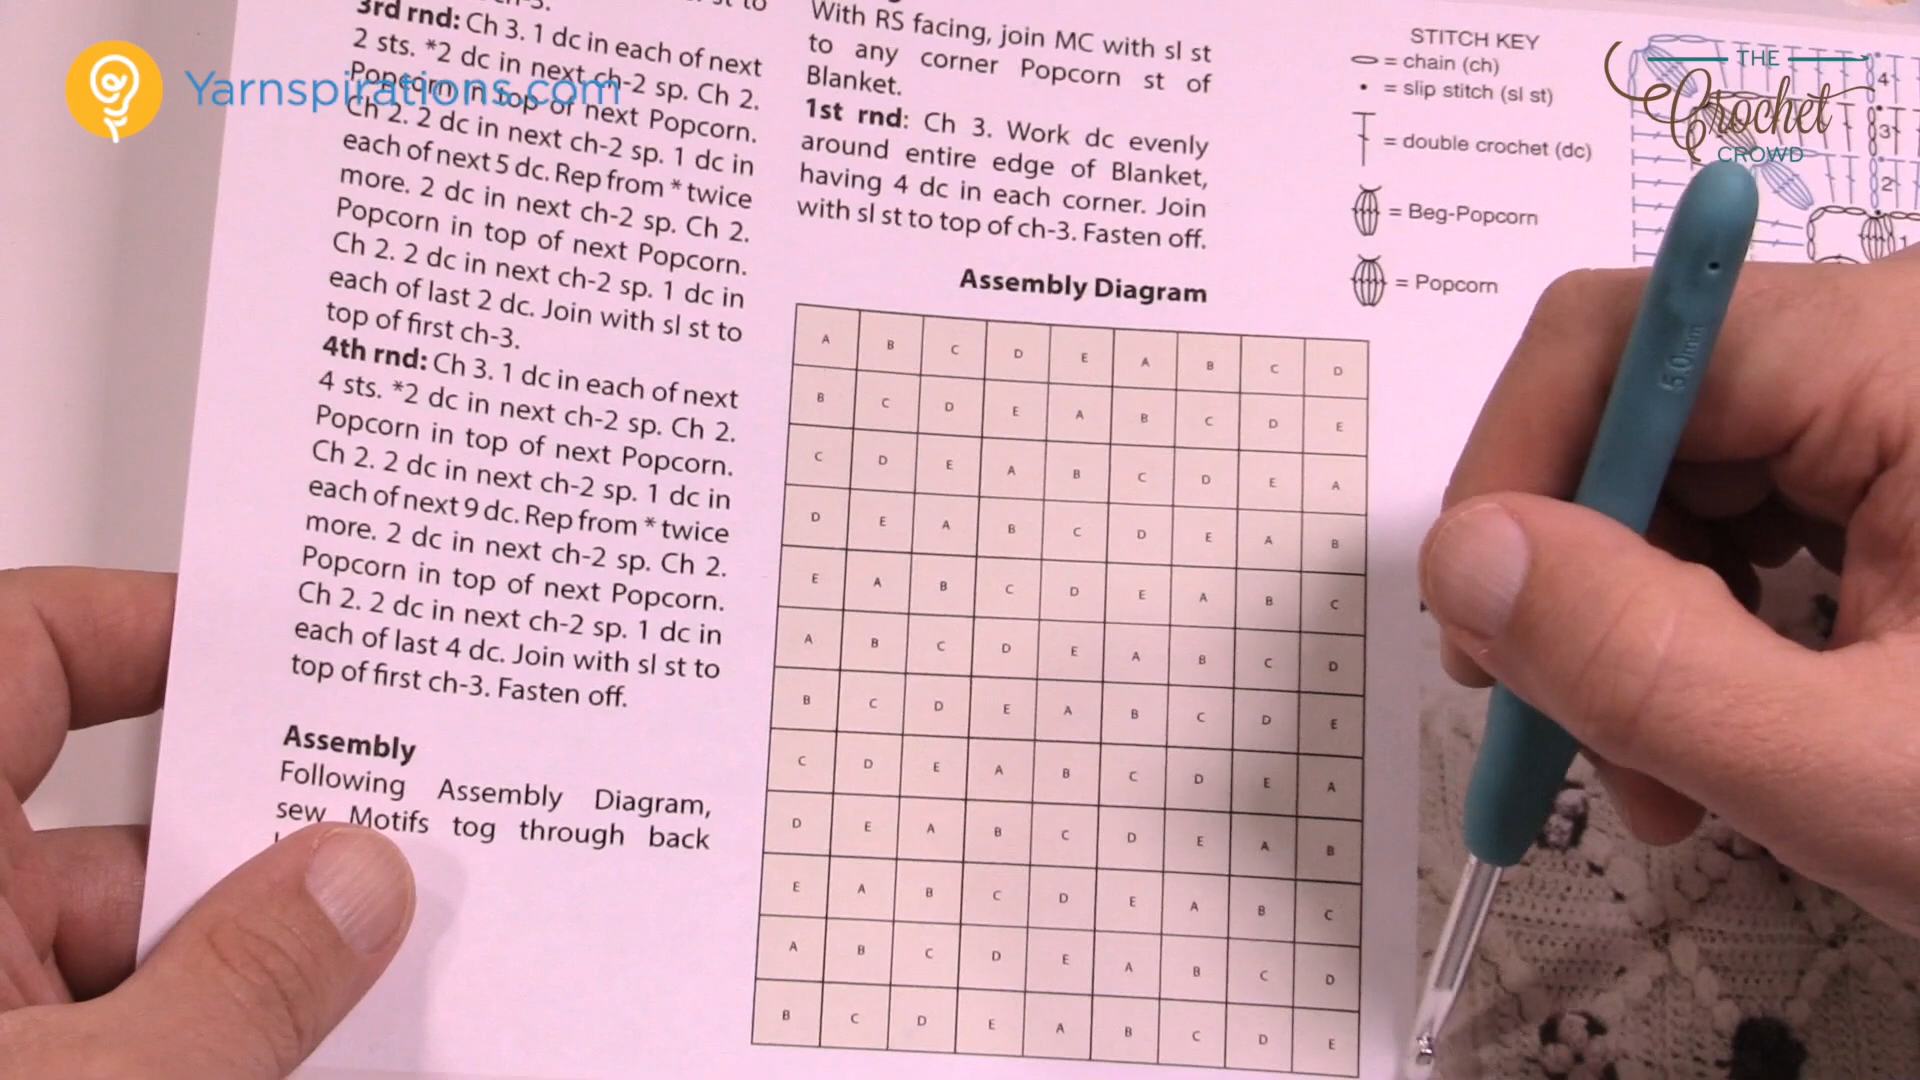 3rd rnd: Ch 3. 1 dc in each of next
2 sts. *2 dc in next ch-2 sp. Ch 2.
Popcorn in top of next Popcorn.
Ch 2. 2 dc in next ch-2 sp. 1 dc in
each of next 5 dc. Rep from * twice
more. 2 dc in next ch-2 sp. Ch 2.
Popcorn in top of next Popcorn.
Ch 2. 2 dc in next ch-2 sp. 1 dc in
each of last 2 dc. Join with sl st to
top of first ch-3.
4th rnd: Ch 3. 1 dc in each of next
4 sts. *2 dc in next ch-2 sp. Ch 2.
Popcorn in top of next Popcorn.
Ch 2. 2 dc in next ch-2 sp. 1 dc in
each of next 9 dc. Rep from * twice
more. 2 dc in next ch-2 sp. Ch 2.
Popcorn in top of next Popcorn.
Ch 2. 2 dc in next ch-2 sp. 1 dc in
each of last 4 dc. Join with sl st to
top of first ch-3. Fasten off.
Assembly
Following Assembly Diagram,
sew Motifs tog through back
With RS facing, join MC with sl st
to any corner Popcorn st of
Blanket.
1st rnd: Ch 3. Work dc evenly
around entire edge of Blanket,
having 4 dc in each corner. Join
with sl st to top of ch-3. Fasten off.
Assembly Diagram
A B C D E A B C D
B C D E A B C D E
C D E A B C D E A
D E A B C D E A B
E A B C D E A B C
A B C D E A B C D
B C D E A B C D E
C D E A B C D E A
D E A B C D E A B
E A B C D E A B C
A B C D E A B C D
B C D E A B C D E
STITCH KEY
= chain (ch)
= slip stitch (sl st)
= double crochet (dc)
= Beg-Popcorn
= Popcorn
4
3
2
1
5.0mm
Yarnspirations.com
THE
Crochet
CROWD